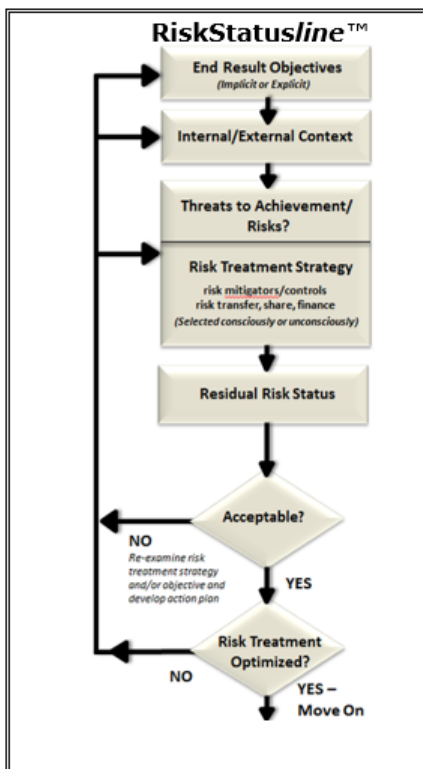 RiskStatusline™
End Result Objectives
(Implicit or Explicit)
Internal/External Context
Threats to Achievement/
Risks?
Risk Treatment Strategy
risk mitigators/controls
risk transfer, share, finance
(Selected consciously or unconsciously)
Residual Risk Status
Acceptable?
NO
Re-examine risk
treatment strategy
and/or objective and
develop action plan
YES
Risk Treatment
Optimized?
NO
YES –
Move On